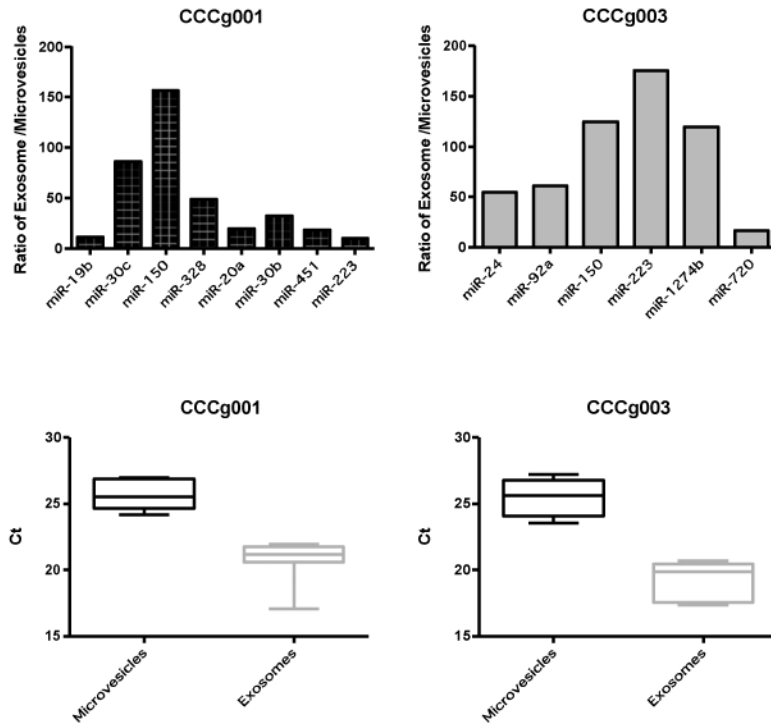 CCCg001
Ratio of Exosome /Microvesicles
200
150
100
50
0
miR-19b
miR-30c
miR-150
miR-328
miR-20a
miR-30b
miR-451
miR-223
CCCg003
Ratio of Exosome /Microvesicles
200
150
100
50
0
miR-24
miR-92a
miR-150
miR-223
miR-1274b
miR-720
CCCg001
Ct
30
25
20
15
Microvesicles
Exosomes
CCCg003
Ct
30
25
20
15
Microvesicles
Exosomes